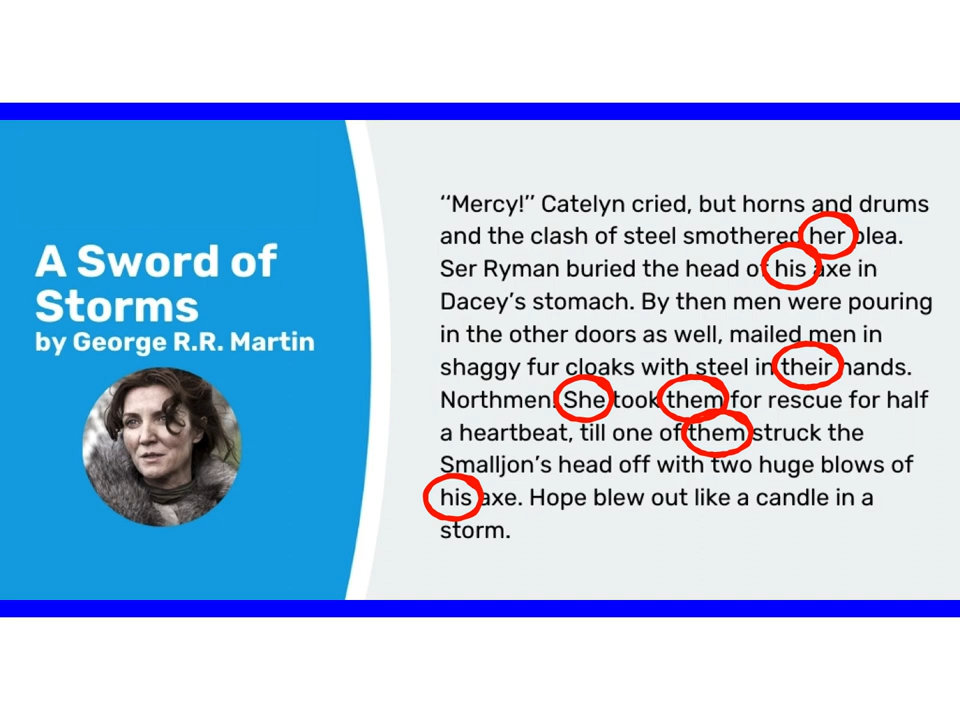 A Sword of
Storms
by George R.R. Martin
‘‘Mercy!’’ Catelyn cried, but horns and drums
and the clash of steel smothered her plea.
Ser Ryman buried the head of his axe in
Dacey’s stomach. By then men were pouring
in the other doors as well, mailed men in
shaggy fur cloaks with steel in their hands.
Northmen! She took them for rescue for half
a heartbeat, till one of them struck the
Smalljon’s head off with two huge blows of
his axe. Hope blew out like a candle in a
storm.